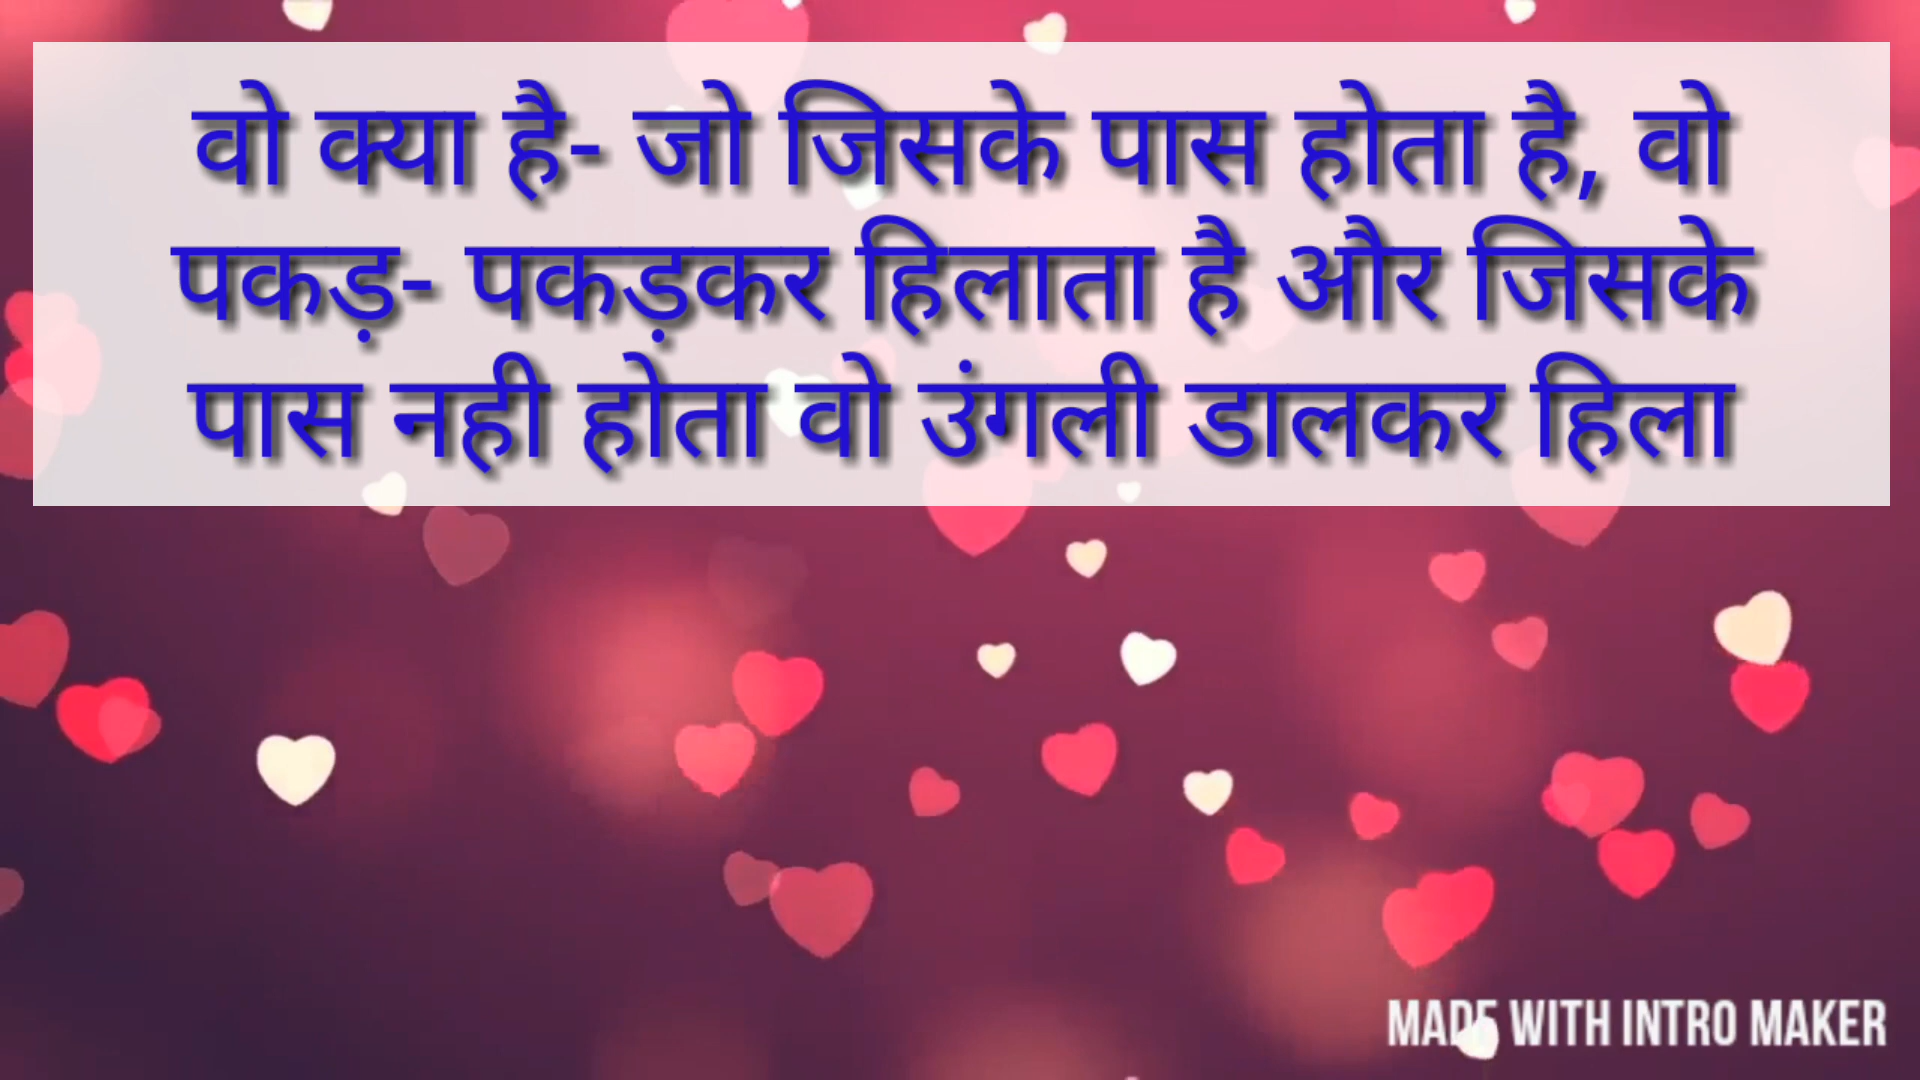 वो क्या है- जो जिसके पास होता है, वो
पकड़- पकड़कर हिलाता है और जिसके
पास नही होता वो उंगली डालकर हिला
MADE WITH INTRO MAKER